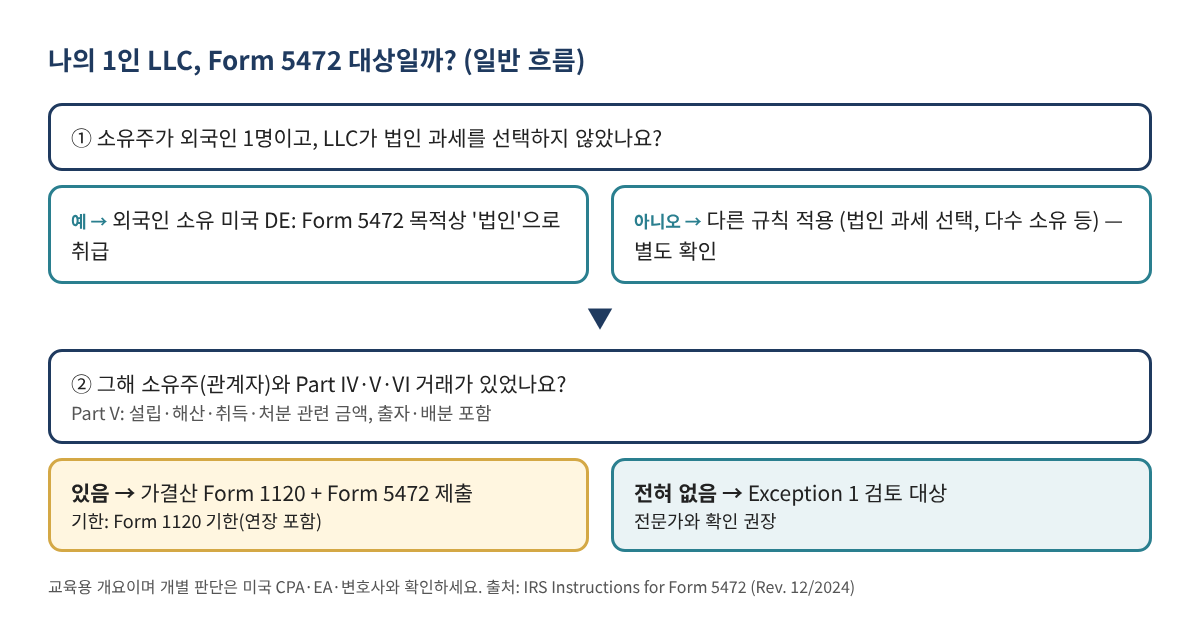 나의 1인 LLC, Form 5472 대상일까? (일반 흐름)
① 소유주가 외국인 1명이고, LLC가 법인 과세를 선택하지 않았나요?
예 → 외국인 소유 미국 DE: Form 5472 목적상 '법인'으로
취급
아니오 → 다른 규칙 적용 (법인 과세 선택, 다수 소유 등) —
별도 확인
▼
② 그해 소유주(관계자)와 Part IV·V·VI 거래가 있었나요?
Part V: 설립·해산·취득·처분 관련 금액, 출자·배분 포함
있음 → 가결산 Form 1120 + Form 5472 제출
기한: Form 1120 기한(연장 포함)
전혀 없음 → Exception 1 검토 대상
전문가와 확인 권장
교육용 개요이며 개별 판단은 미국 CPA·EA·변호사와 확인하세요. 출처: IRS Instructions for Form 5472 (Rev. 12/2024)